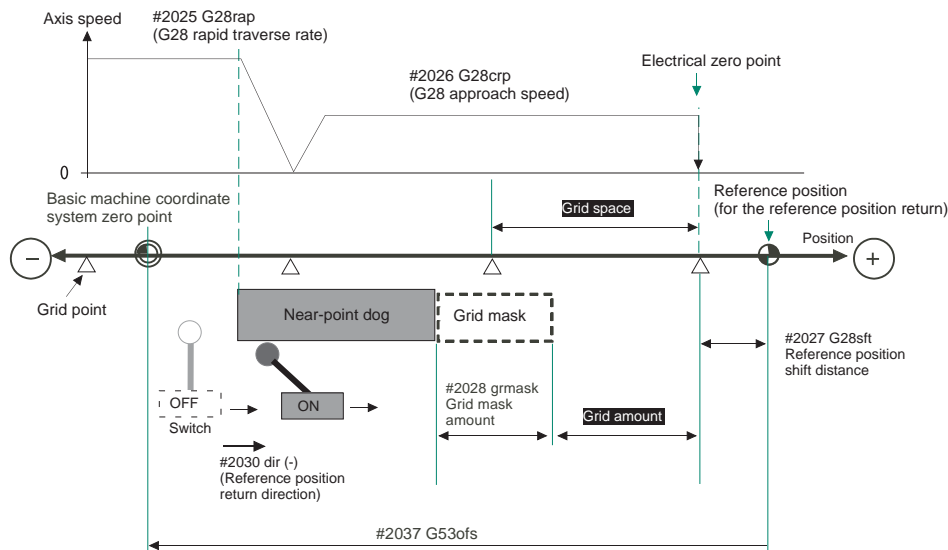 Axis speed
#2025 G28rap
(G28 rapid traverse rate)
Electrical zero point
#2026 G28crp
(G28 approach speed)
0
Basic machine coordinate
system zero point
Reference position
(for the reference position return)
Grid space
Position
−
+
Grid point
Near-point dog
Grid mask
#2027 G28sft
Reference position
shift distance
OFF
ON
Switch
#2028 grmask
Grid mask
amount
Grid amount
#2030 dir (-)
(Reference position
return direction)
#2037 G53ofs